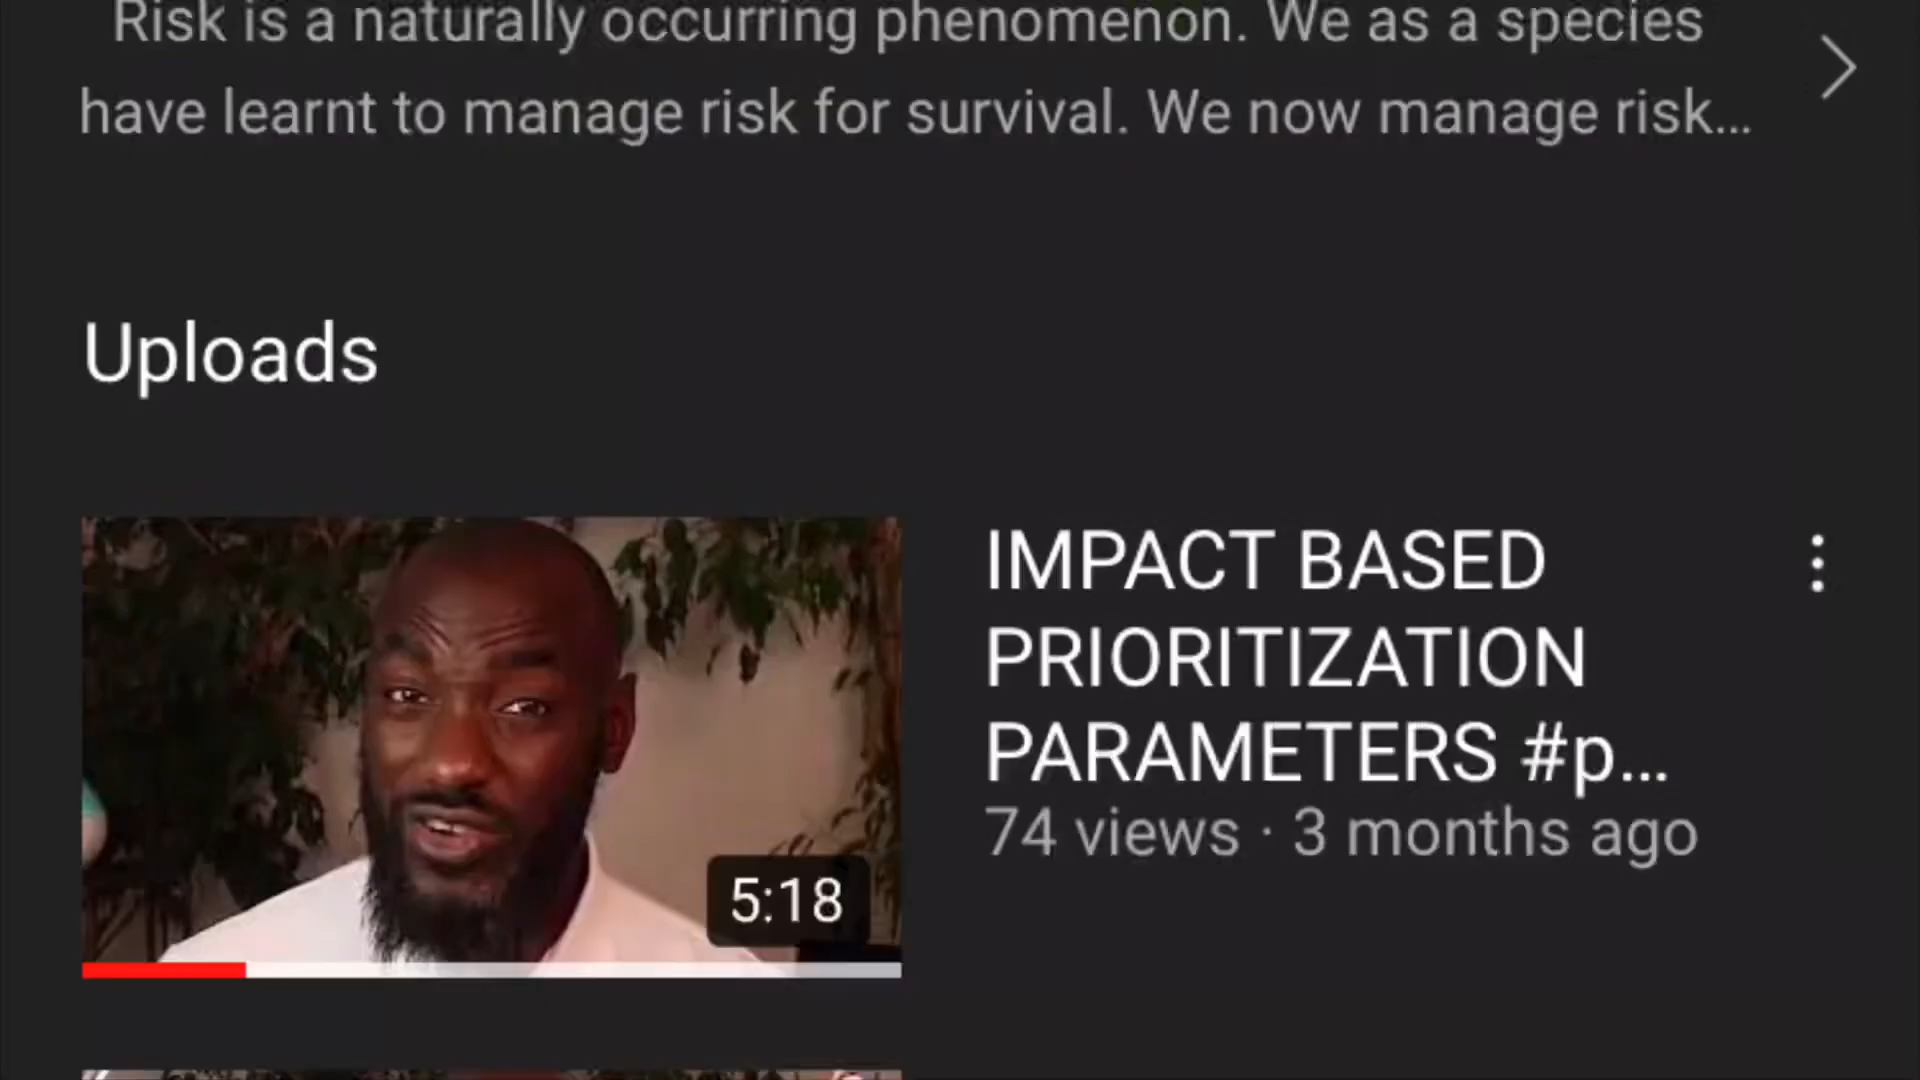 Risk is a naturally occurring phenomenon. We as a species
have learnt to manage risk for survival. We now manage risk...
Uploads
IMPACT BASED
PRIORITIZATION
PARAMETERS #p...
74 views · 3 months ago
5:18